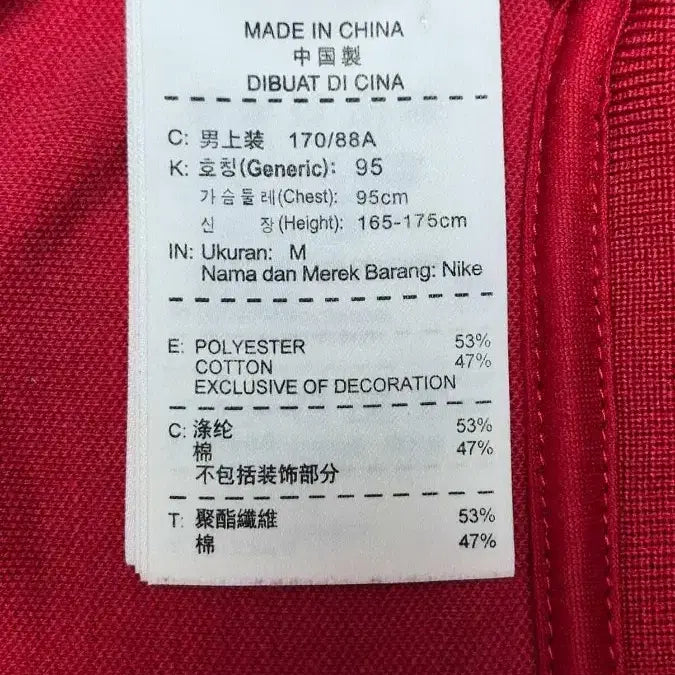 MADE IN CHINA
中国製
DIBUAT DI CINA
C: 男上装 170/88A
K: 호칭(Generic): 95
가슴둘레(Chest): 95cm
신 장(Height): 165-175cm
IN: Ukuran: M
Nama dan Merek Barang: Nike
E: POLYESTER 53%
COTTON 47%
EXCLUSIVE OF DECORATION
C: 涤纶 53%
棉 47%
不包括装饰部分
T: 聚酯纖維 53%
棉 47%